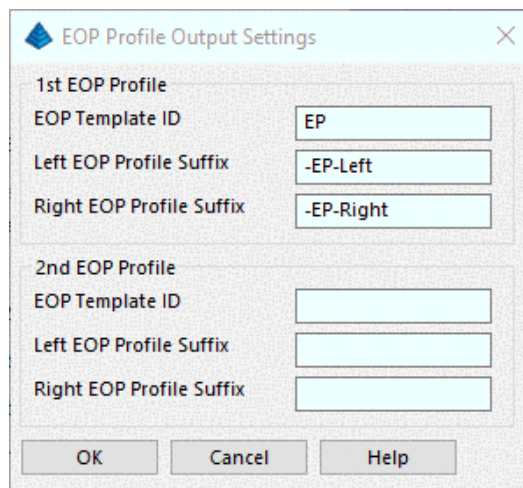 EOP Profile Output Settings
1st EOP Profile
EOP Template ID EP
Left EOP Profile Suffix -EP-Left
Right EOP Profile Suffix -EP-Right
2nd EOP Profile
EOP Template ID
Left EOP Profile Suffix
Right EOP Profile Suffix
OK Cancel Help